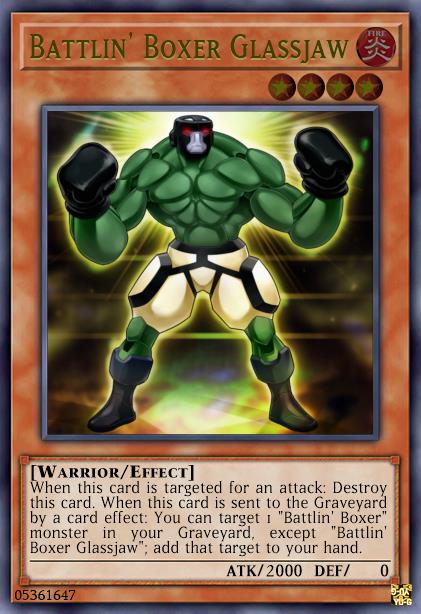 BATTLIN' BOXER GLASSJAW
FIRE
炎
[WARRIOR/EFFECT]
When this card is targeted for an attack: Destroy
this card. When this card is sent to the Graveyard
by a card effect: You can target 1 "Battlin' Boxer"
monster in your Graveyard, except "Battlin'
Boxer Glassjaw"; add that target to your hand.
ATK/2000 DEF/ 0
05361647